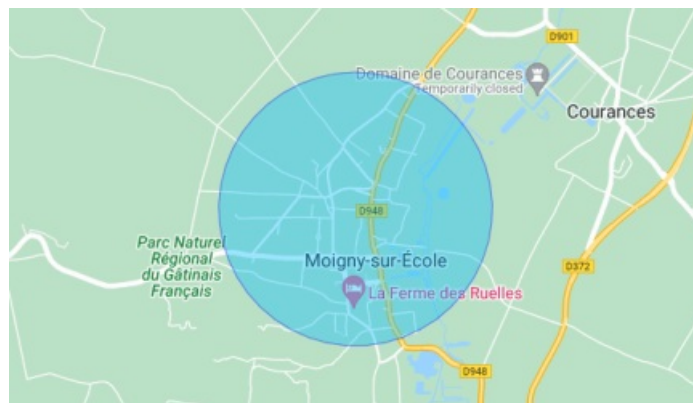 D901
Domaine de Courances
Temporarily closed
Courances
D948
Parc Naturel
Régional
du Gâtinais
Français
Moigny-sur-École
D372
La Ferme des Ruelles
D948